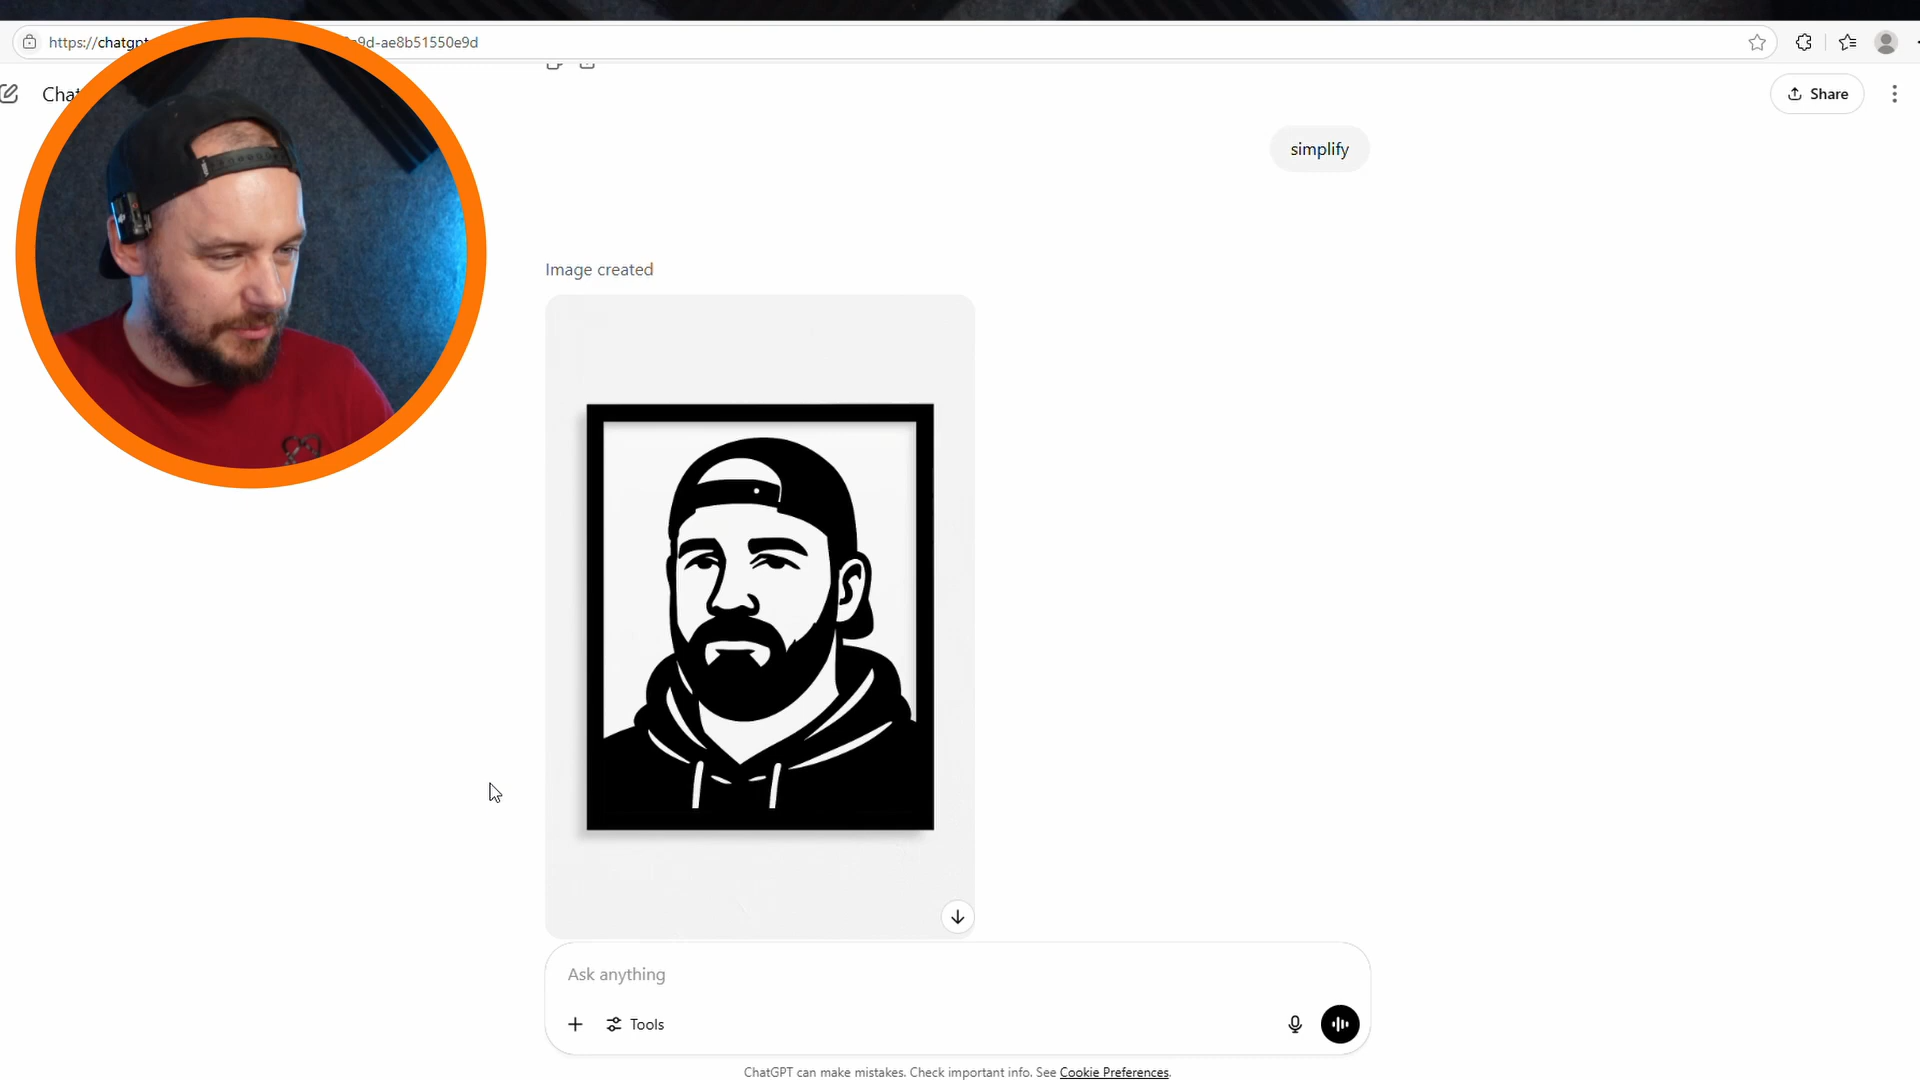 https://chatgpt
9d-ae8b51550e9d
Share
simplify
Image created
Ask anything
Tools
ChatGPT can make mistakes. Check important info. See Cookie Preferences.